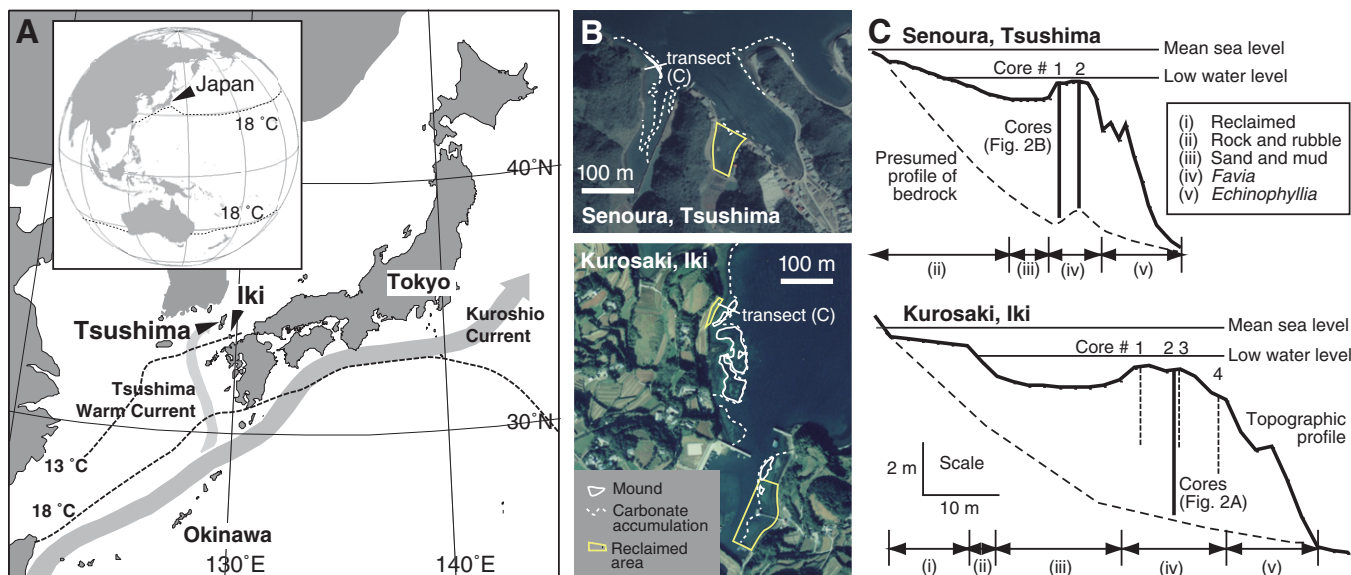 A
Japan
18 ˚C
18 ˚C
40˚N
Tokyo
Iki
Tsushima
Kuroshio
Current
Tsushima
Warm Current
30˚N
13 ˚C
18 ˚C
Okinawa
130˚E
140˚E
B
transect
(C)
100 m
Senoura, Tsushima
Kurosaki, Iki
100 m
transect (C)
Mound
Carbonate
accumulation
Reclaimed
area
C
Senoura, Tsushima
Mean sea level
Core # 1 2
Low water level
Cores
(Fig. 2B)
Presumed
profile of
bedrock
(i) Reclaimed
(ii) Rock and rubble
(iii) Sand and mud
(iv) Favia
(v) Echinophyllia
(ii) (iii) (iv) (v)
Kurosaki, Iki
Mean sea level
Core # 1 2 3
Low water level
4
Topographic
profile
2 m
Scale
10 m
Cores
(Fig. 2A)
(i) (ii) (iii) (iv) (v)